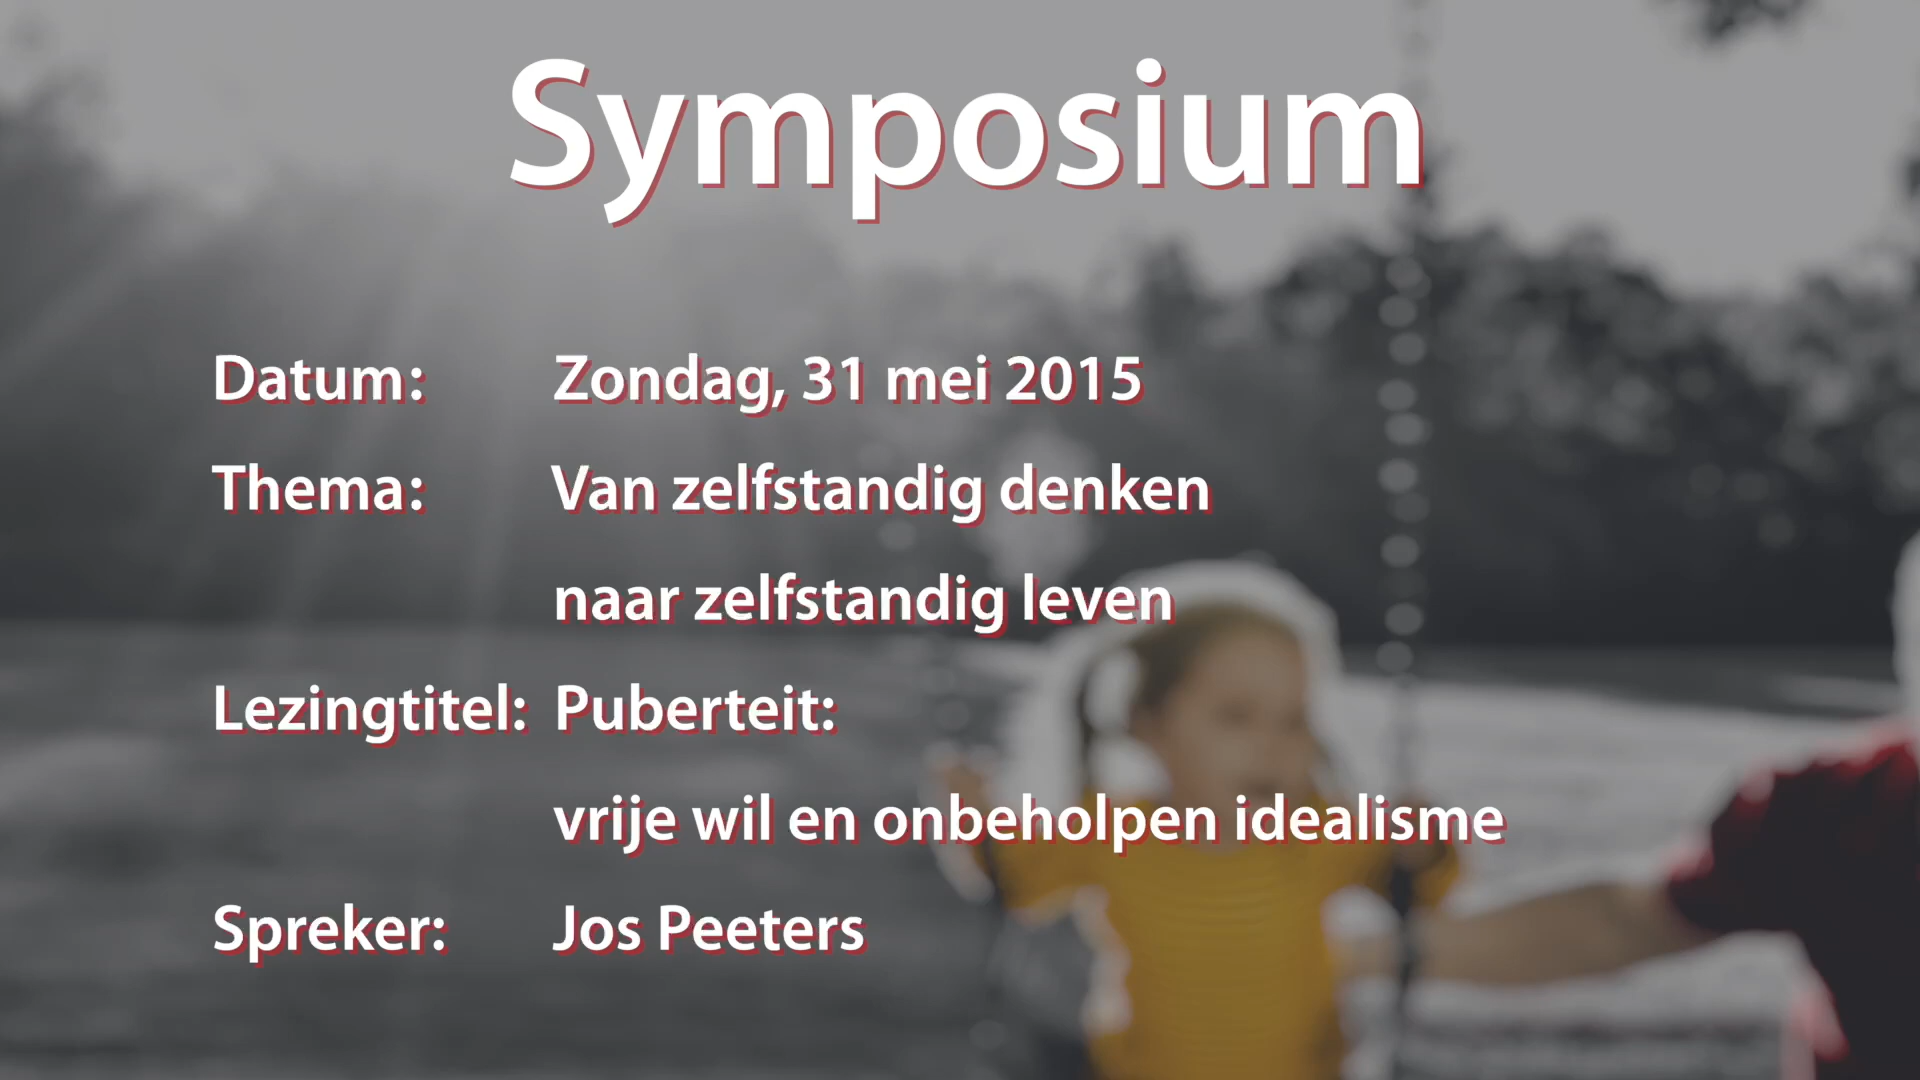 Symposium
Datum: Zondag, 31 mei 2015
Thema: Van zelfstandig denken
naar zelfstandig leven
Lezingtitel: Puberteit:
vrije wil en onbeholpen idealisme
Spreker: Jos Peeters